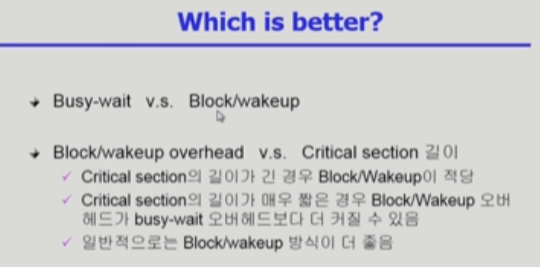 Which is better?
Busy-wait v.s. Block/wakeup
Block/wakeup overhead v.s. Critical section 길이
Critical section의 길이가 긴 경우 Block/Wakeup이 적당
Critical section의 길이가 매우 짧은 경우 Block/Wakeup 오버
헤드가 busy-wait 오버헤드보다 더 커질 수 있음
일반적으로는 Block/wakeup 방식이 더 좋음